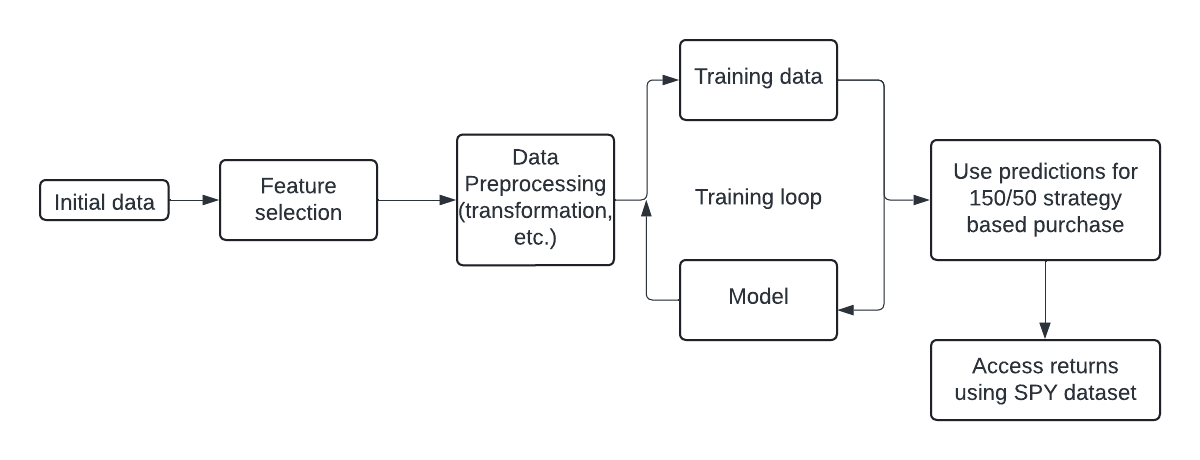 Initial data
Feature
selection
Data
Preprocessing
(transformation,
etc.)
Training data
Training loop
Model
Use predictions for
150/50 strategy
based purchase
Access returns
using SPY dataset